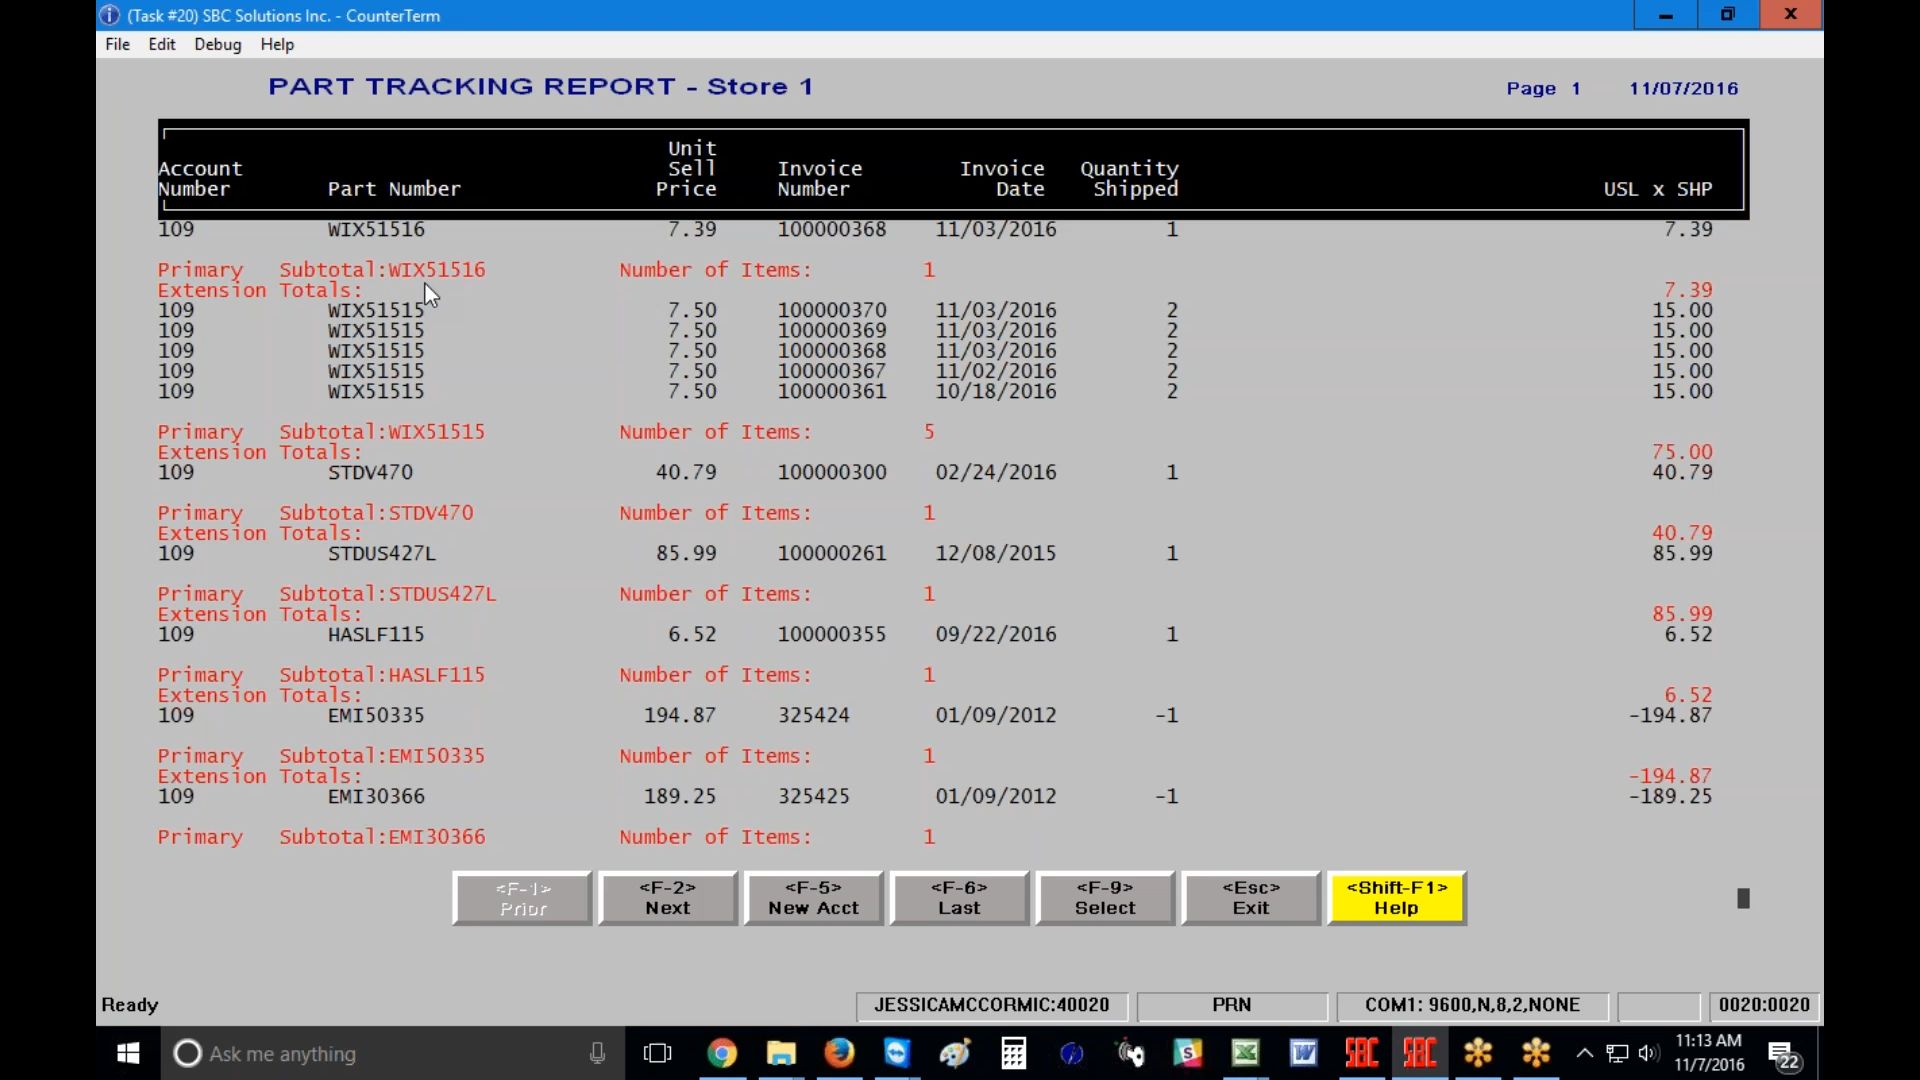 (Task #20) SBC Solutions Inc. - CounterTerm
File Edit Debug Help
PART TRACKING REPORT - Store 1 Page 1 11/07/2016
Unit
Account Sell Invoice Invoice Quantity
Number Part Number Price Number Date Shipped USL x SHP
109 WIX51516 7.39 100000368 11/03/2016 1 7.39
Primary Subtotal:WIX51516 Number of Items: 1
Extension Totals: 7.39
109 WIX51515 7.50 100000370 11/03/2016 2 15.00
109 WIX51515 7.50 100000369 11/03/2016 2 15.00
109 WIX51515 7.50 100000368 11/03/2016 2 15.00
109 WIX51515 7.50 100000367 11/02/2016 2 15.00
109 WIX51515 7.50 100000361 10/18/2016 2 15.00
Primary Subtotal:WIX51515 Number of Items: 5
Extension Totals: 75.00
109 STDV470 40.79 100000300 02/24/2016 1 40.79
Primary Subtotal:STDV470 Number of Items: 1
Extension Totals: 40.79
109 STDUS427L 85.99 100000261 12/08/2015 1 85.99
Primary Subtotal:STDUS427L Number of Items: 1
Extension Totals: 85.99
109 HASLF115 6.52 100000355 09/22/2016 1 6.52
Primary Subtotal:HASLF115 Number of Items: 1
Extension Totals: 6.52
109 EMI50335 194.87 325424 01/09/2012 -1 -194.87
Primary Subtotal:EMI50335 Number of Items: 1
Extension Totals: -194.87
109 EMI30366 189.25 325425 01/09/2012 -1 -189.25
Primary Subtotal:EMI30366 Number of Items: 1
<F-1> <F-2> <F-5> <F-6> <F-9> <Esc> <Shift-F1>
Prior Next New Acct Last Select Exit Help
Ready JESSICAMCCORMIC:40020 PRN COM1: 9600,N,8,2,NONE 0020:0020
Ask me anything SBC SBC 11:13 AM
11/7/2016 22